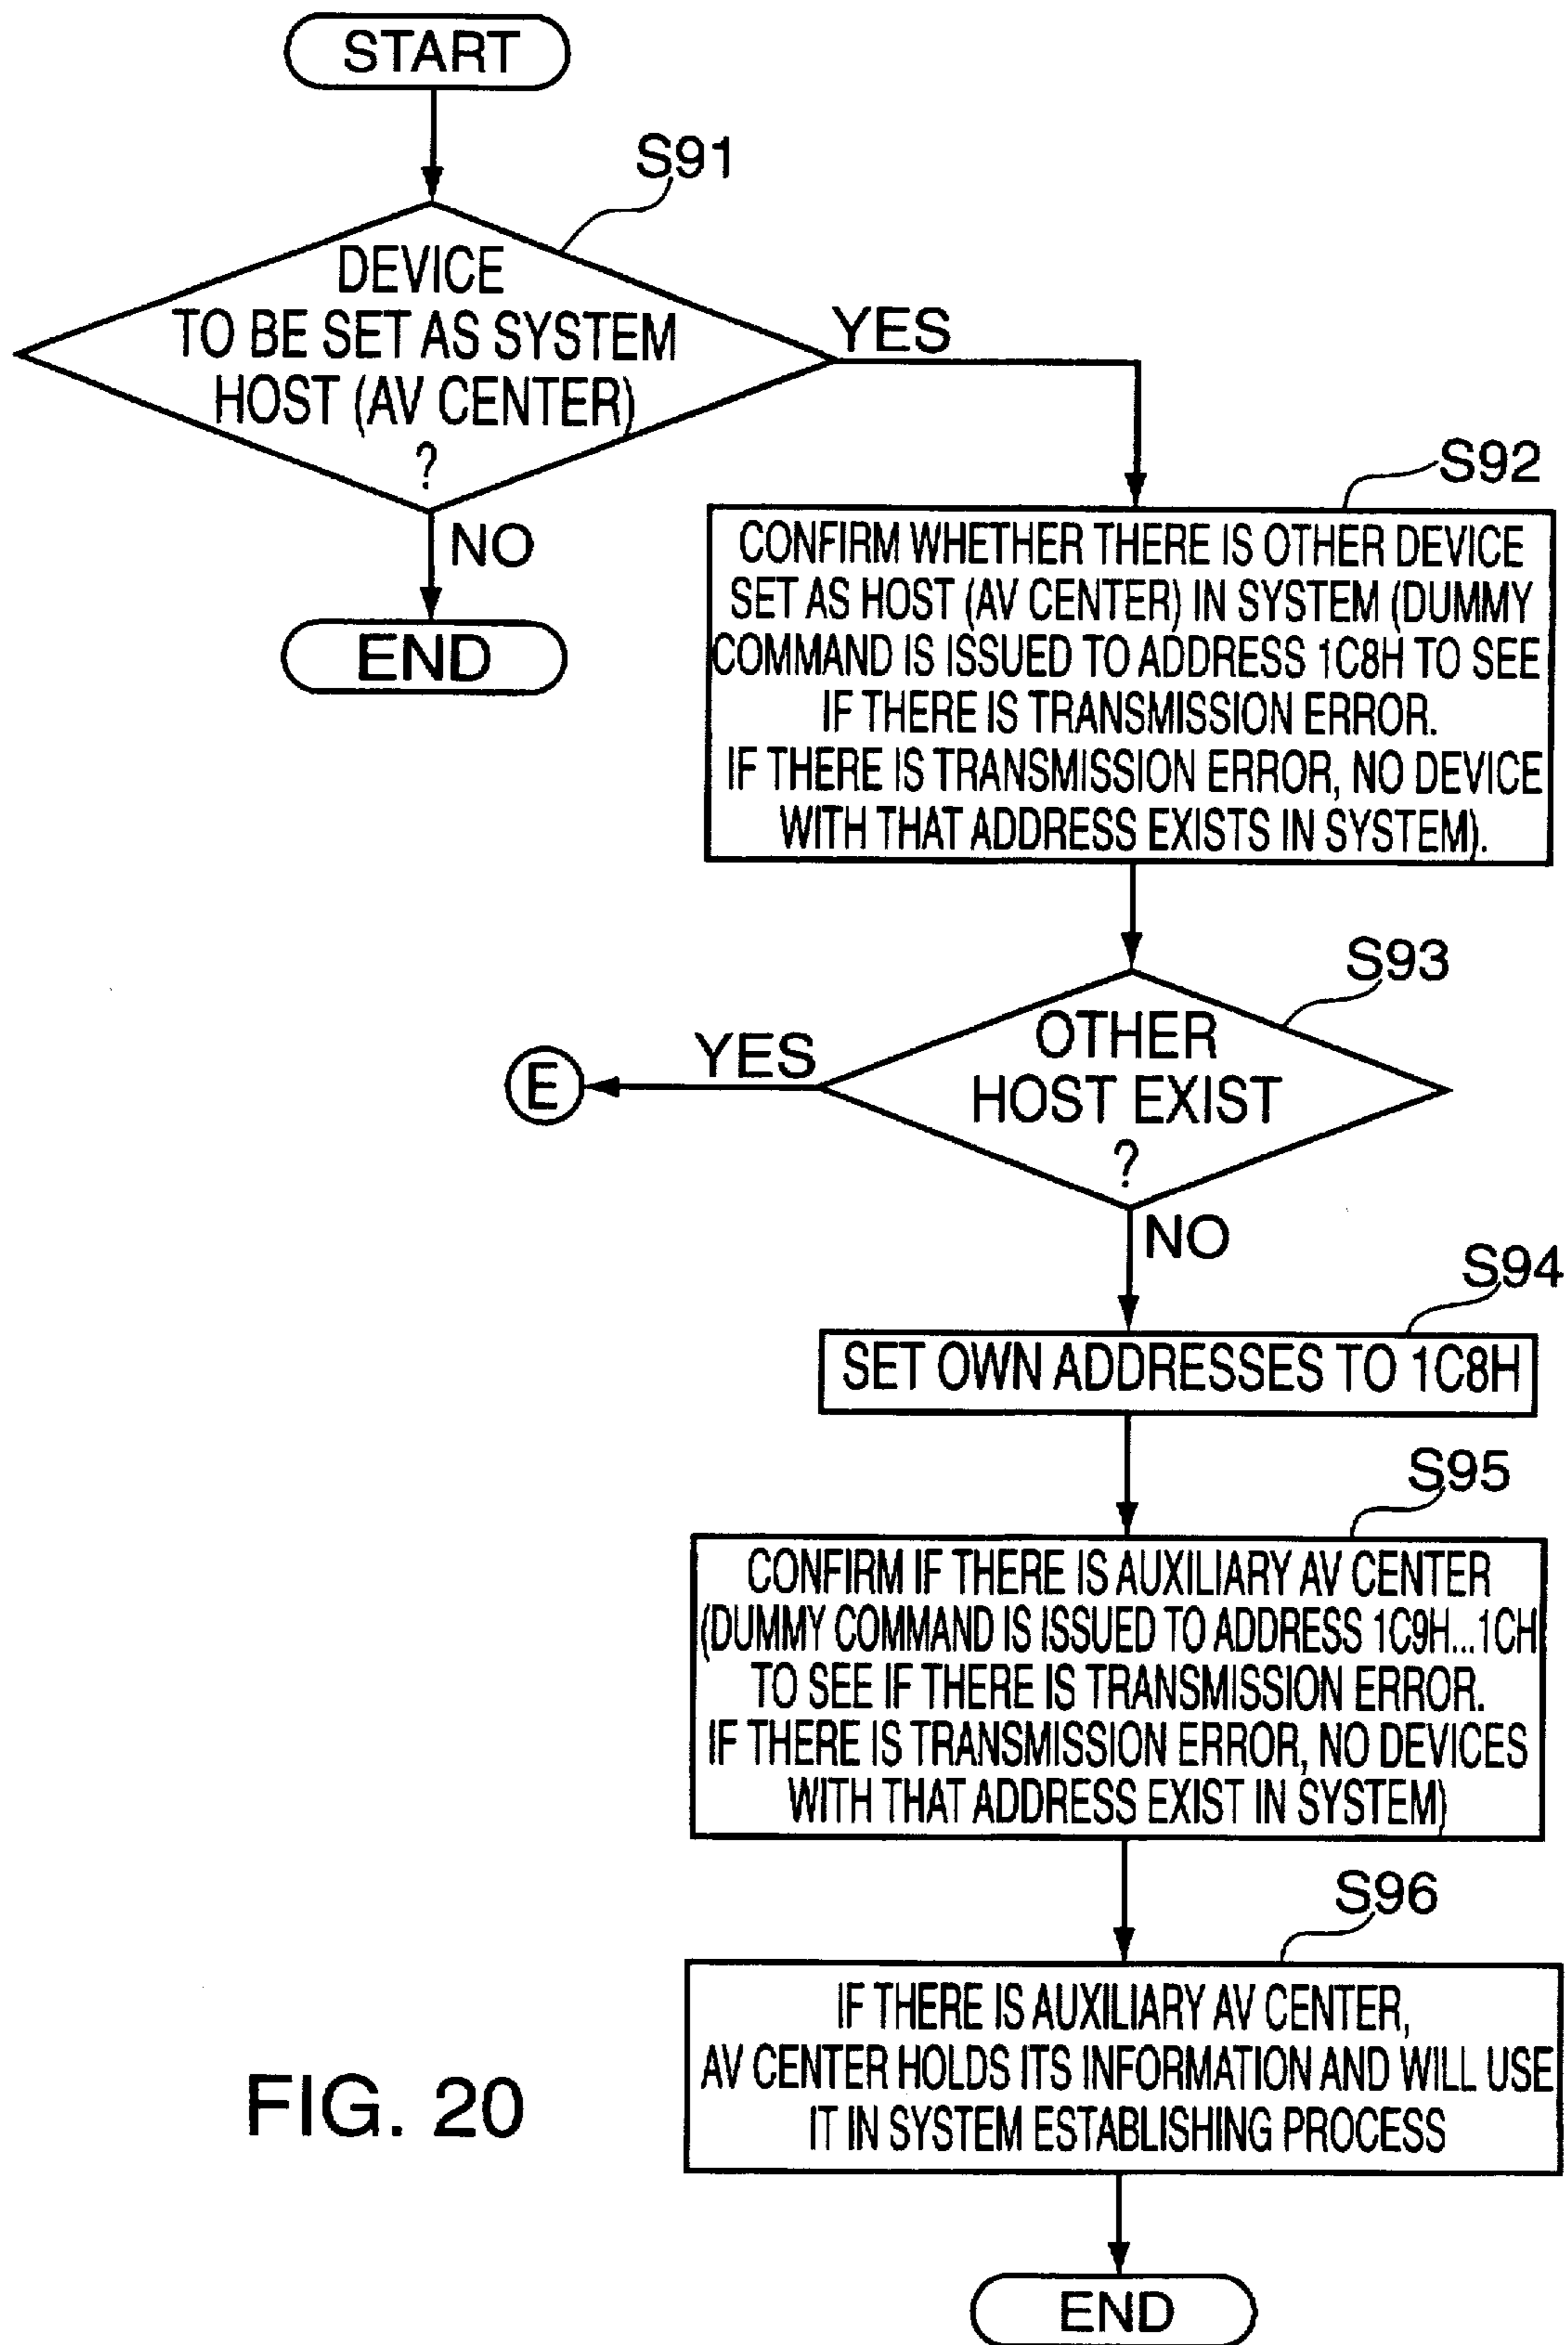 START
S91
DEVICE
TO BE SET AS SYSTEM
HOST (AV CENTER)
?
YES
NO
END
S92
CONFIRM WHETHER THERE IS OTHER DEVICE
SET AS HOST (AV CENTER) IN SYSTEM (DUMMY
COMMAND IS ISSUED TO ADDRESS 1C8H TO SEE
IF THERE IS TRANSMISSION ERROR.
IF THERE IS TRANSMISSION ERROR, NO DEVICE
WITH THAT ADDRESS EXISTS IN SYSTEM).
S93
OTHER
HOST EXIST
?
YES
E
NO
S94
SET OWN ADDRESSES TO 1C8H
S95
CONFIRM IF THERE IS AUXILIARY AV CENTER
(DUMMY COMMAND IS ISSUED TO ADDRESS 1C9H...1CH
TO SEE IF THERE IS TRANSMISSION ERROR.
IF THERE IS TRANSMISSION ERROR, NO DEVICES
WITH THAT ADDRESS EXIST IN SYSTEM)
S96
IF THERE IS AUXILIARY AV CENTER,
AV CENTER HOLDS ITS INFORMATION AND WILL USE
IT IN SYSTEM ESTABLISHING PROCESS
END
FIG. 20